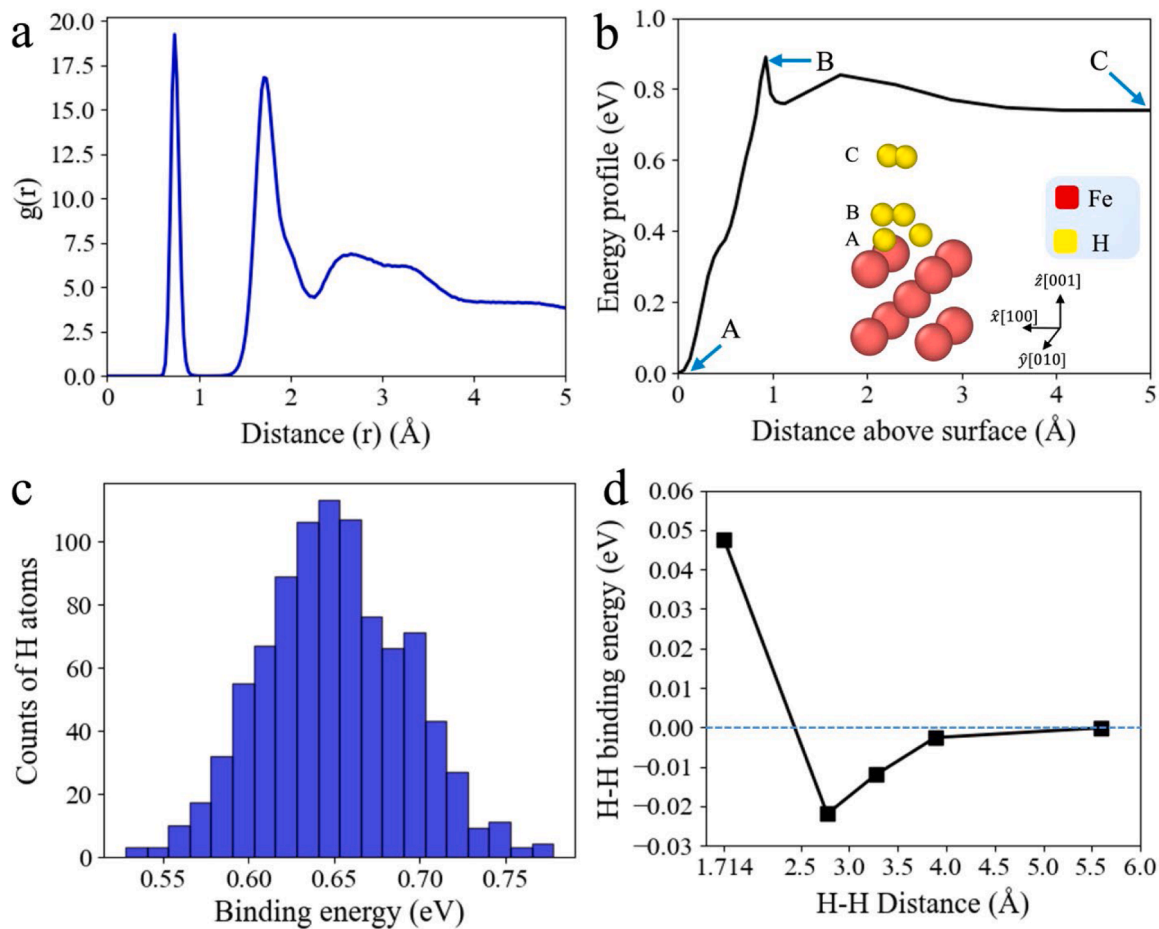 a
20.0
17.5
15.0
12.5
10.0
7.5
5.0
2.5
0.0
0 1 2 3 4 5
g(r)
Distance (r) (Å)
b
1.0
0.8
0.6
0.4
0.2
0.0
0 1 2 3 4 5
Energy profile (eV)
Distance above surface (Å)
B
C
A
C
B
A
Fe
H
ẑ[001]
x̂[100]
ŷ[010]
c
100
80
60
40
20
0
0.55 0.60 0.65 0.70 0.75
Counts of H atoms
Binding energy (eV)
d
0.06
0.05
0.04
0.03
0.02
0.01
0.00
−0.01
−0.02
−0.03
1.714 2.5 3.0 3.5 4.0 4.5 5.0 5.5 6.0
H-H binding energy (eV)
H-H Distance (Å)